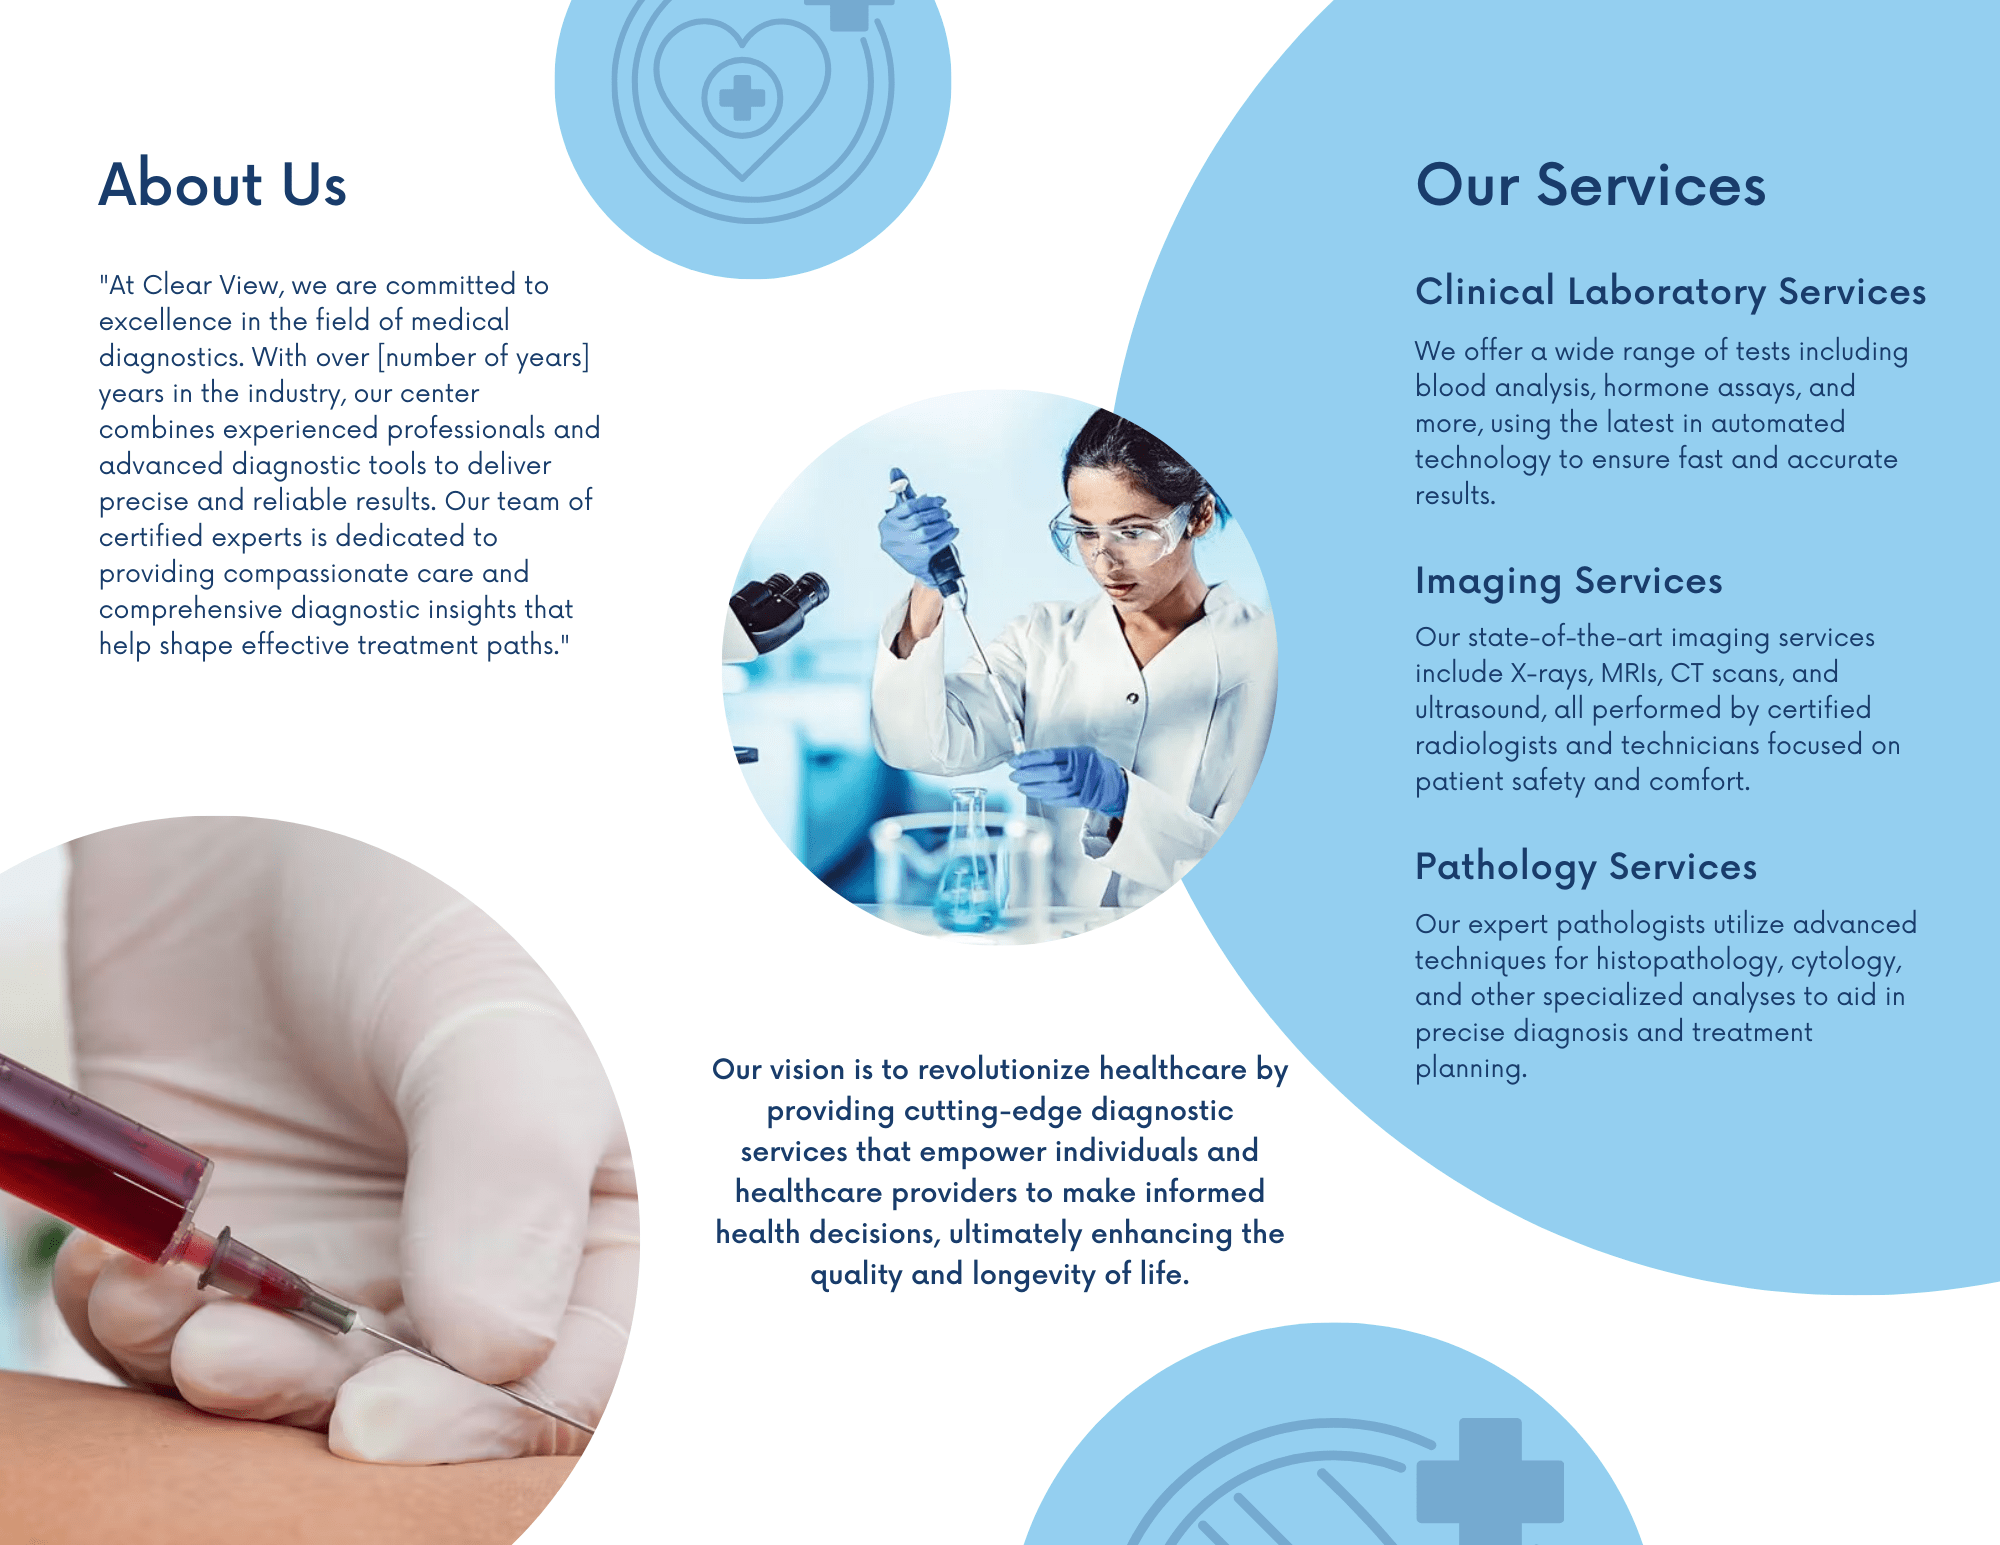 About Us
"At Clear View, we are committed to
excellence in the field of medical
diagnostics. With over [number of years]
years in the industry, our center
combines experienced professionals and
advanced diagnostic tools to deliver
precise and reliable results. Our team of
certified experts is dedicated to
providing compassionate care and
comprehensive diagnostic insights that
help shape effective treatment paths."
Our vision is to revolutionize healthcare by
providing cutting-edge diagnostic
services that empower individuals and
healthcare providers to make informed
health decisions, ultimately enhancing the
quality and longevity of life.
Our Services
Clinical Laboratory Services
We offer a wide range of tests including
blood analysis, hormone assays, and
more, using the latest in automated
technology to ensure fast and accurate
results.
Imaging Services
Our state-of-the-art imaging services
include X-rays, MRIs, CT scans, and
ultrasound, all performed by certified
radiologists and technicians focused on
patient safety and comfort.
Pathology Services
Our expert pathologists utilize advanced
techniques for histopathology, cytology,
and other specialized analyses to aid in
precise diagnosis and treatment
planning.